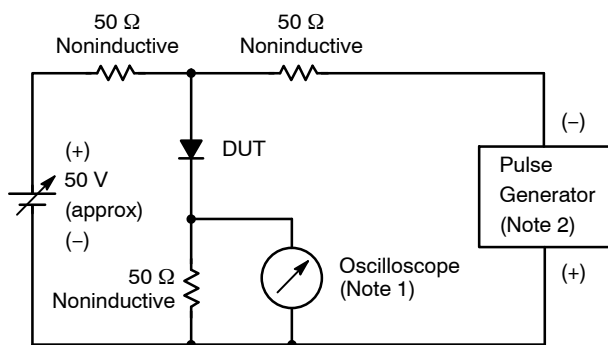 50 Ω
Noninductive
50 Ω
Noninductive
(+)
50 V
(approx)
(−)
DUT
50 Ω
Noninductive
Oscilloscope
(Note 1)
(−)
Pulse
Generator
(Note 2)
(+)